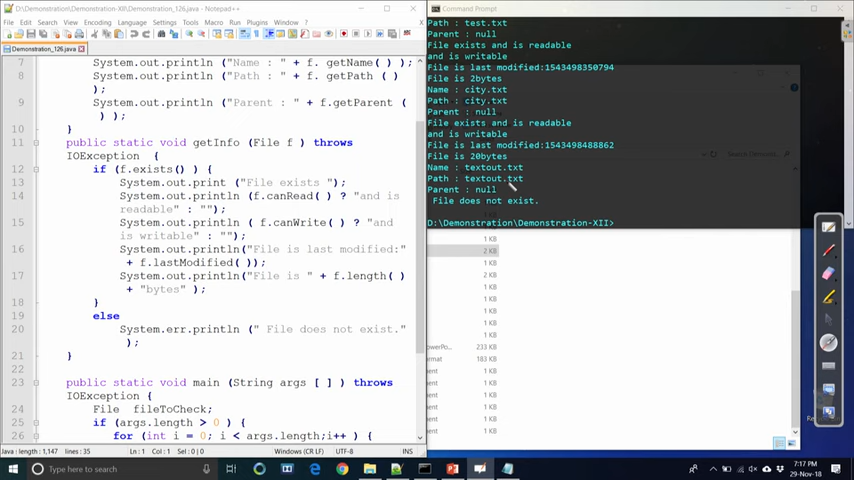 D:\Demonstration\Demonstration-XII\Demonstration_126.java - Notepad++
File Edit Search View Encoding Language Settings Tools Macro Run Plugins Window ?
Demonstration_126.java
7 System.out.println ("Name : " + f. getName( ) );
8 System.out.println ("Path : " + f. getPath ( )
);
9 System.out.println ("Parent : " + f.getParent (
) );
10 }
11 public static void getInfo (File f ) throws
IOException {
12 if (f.exists() ) {
13 System.out.print ("File exists ");
14 System.out.println (f.canRead( ) ? "and is
readable" : "");
15 System.out.println ( f.canWrite( ) ? "and
is writable" : "");
16 System.out.println("File is last modified:"
+ f.lastModified( ));
17 System.out.println("File is " + f.length( )
+ "bytes" );
18 }
19 else
20 System.err.println (" File does not exist."
);
21 }
22
23 public static void main (String args [ ] ) throws
IOException {
24 File fileToCheck;
25 if (args.length > 0 ) {
26 for (int i = 0; i < args.length;i++ ) {
Java length : 1,147 lines : 35 Ln : 1 Col : 1 Sel : 0 | 0 Windows (CR LF) UTF-8
Command Prompt
Path : test.txt
Parent : null
File exists and is readable
and is writable
File is last modified:1543498350794
File is 2bytes
Name : city.txt
Path : city.txt
Parent : null
File exists and is readable
and is writable
File is last modified:1543498488862
File is 20bytes
Name : textout.txt
Path : textout.txt
Parent : null
File does not exist.
D:\Demonstration\Demonstration-XII>
1 KB
2 KB
1 KB
2 KB
1 KB
1 KB
1 KB
1 KB
1 KB
owerPo... 233 KB
ormat 183 KB
ent 1 KB
ent 1 KB
ent 1 KB
ent 1 KB
ent 1 KB
ent 1 KB
Type here to search
7:17 PM
29-Nov-18